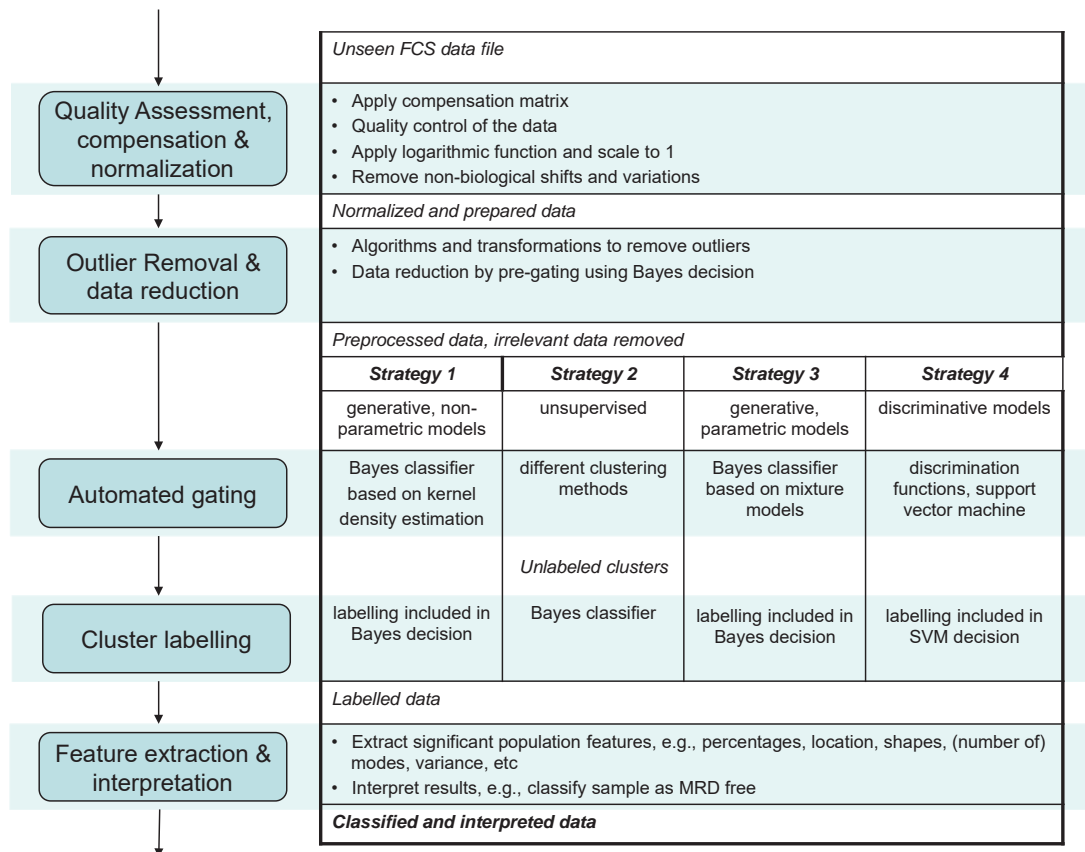 Unseen FCS data file
Quality Assessment,
compensation &
normalization
• Apply compensation matrix
• Quality control of the data
• Apply logarithmic function and scale to 1
• Remove non-biological shifts and variations
Normalized and prepared data
Outlier Removal &
data reduction
• Algorithms and transformations to remove outliers
• Data reduction by pre-gating using Bayes decision
Preprocessed data, irrelevant data removed
Strategy 1
Strategy 2
Strategy 3
Strategy 4
generative, non-
parametric models
unsupervised
generative,
parametric models
discriminative models
Automated gating
Bayes classifier
based on kernel
density estimation
different clustering
methods
Bayes classifier
based on mixture
models
discrimination
functions, support
vector machine
Unlabeled clusters
Cluster labelling
labelling included in
Bayes decision
Bayes classifier
labelling included in
Bayes decision
labelling included in
SVM decision
Labelled data
Feature extraction &
interpretation
• Extract significant population features, e.g., percentages, location, shapes, (number of)
modes, variance, etc
• Interpret results, e.g., classify sample as MRD free
Classified and interpreted data